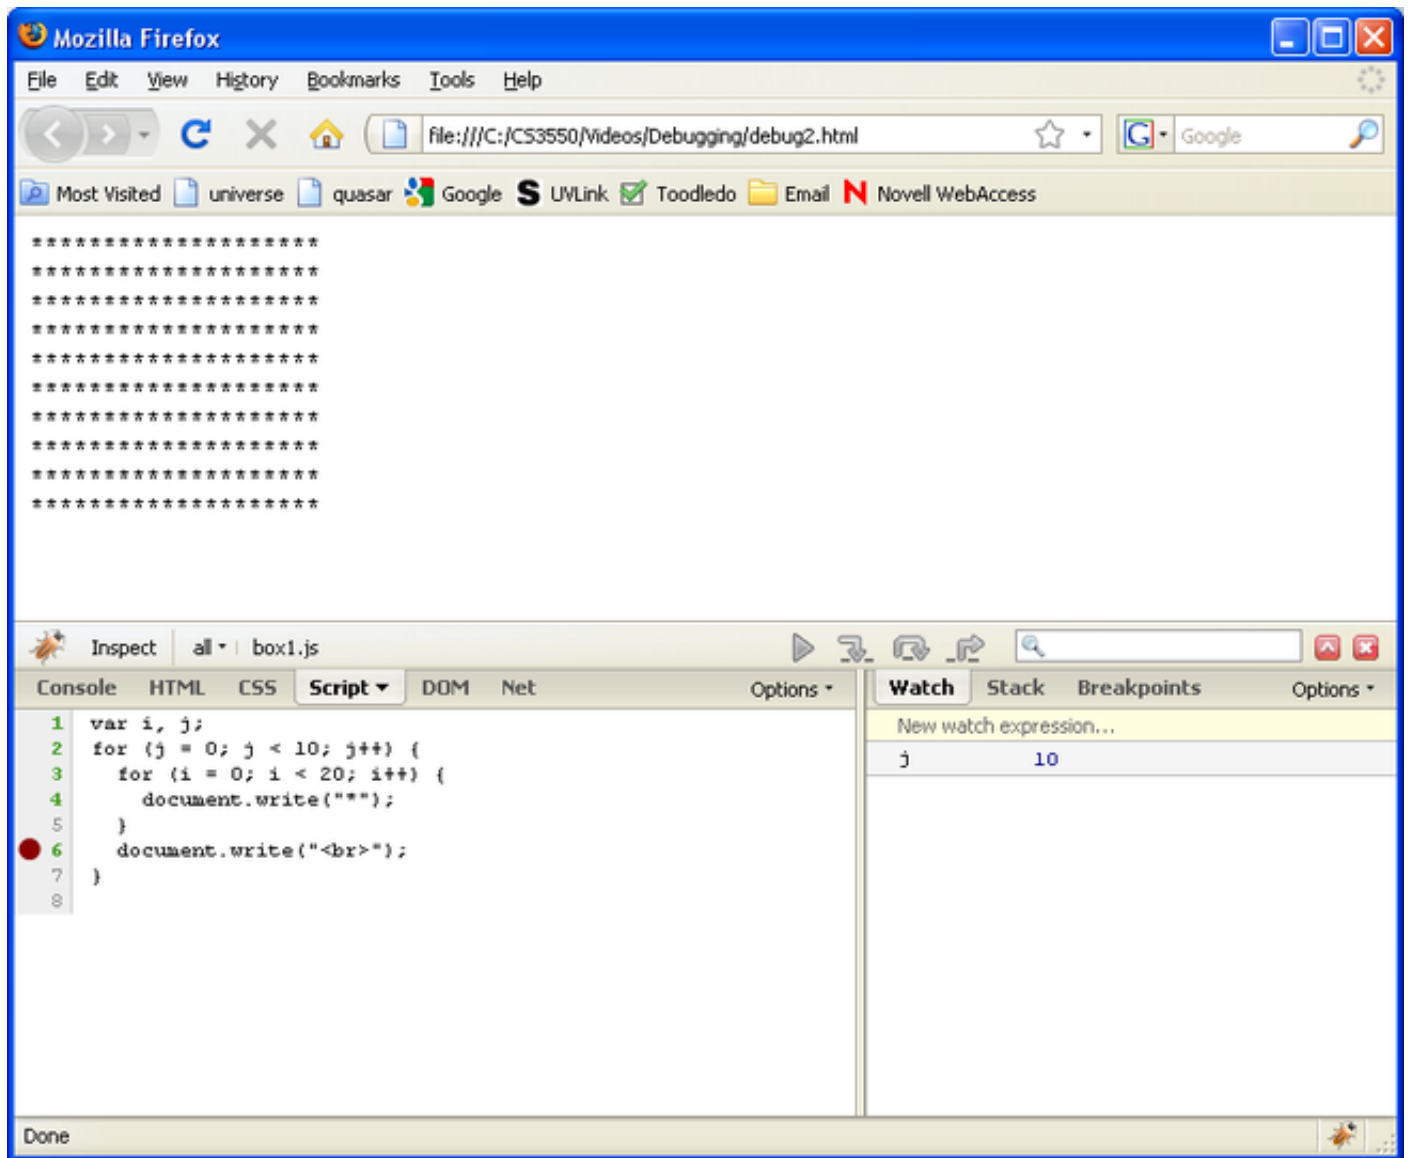 Mozilla Firefox
File Edit View History Bookmarks Tools Help
file:///C:/CS3550/Videos/Debugging/debug2.html G Google
Most Visited universe quasar Google S UVLink Toodledo Email N Novell WebAccess
********************
********************
********************
********************
********************
********************
********************
********************
********************
********************
Inspect all box1.js
Console HTML CSS Script DOM Net Options Watch Stack Breakpoints Options
1 var i, j;
2 for (j = 0; j < 10; j++) {
3 for (i = 0; i < 20; i++) {
4 document.write("*");
5 }
6 document.write("<br>");
7 }
8
New watch expression...
j 10
Done